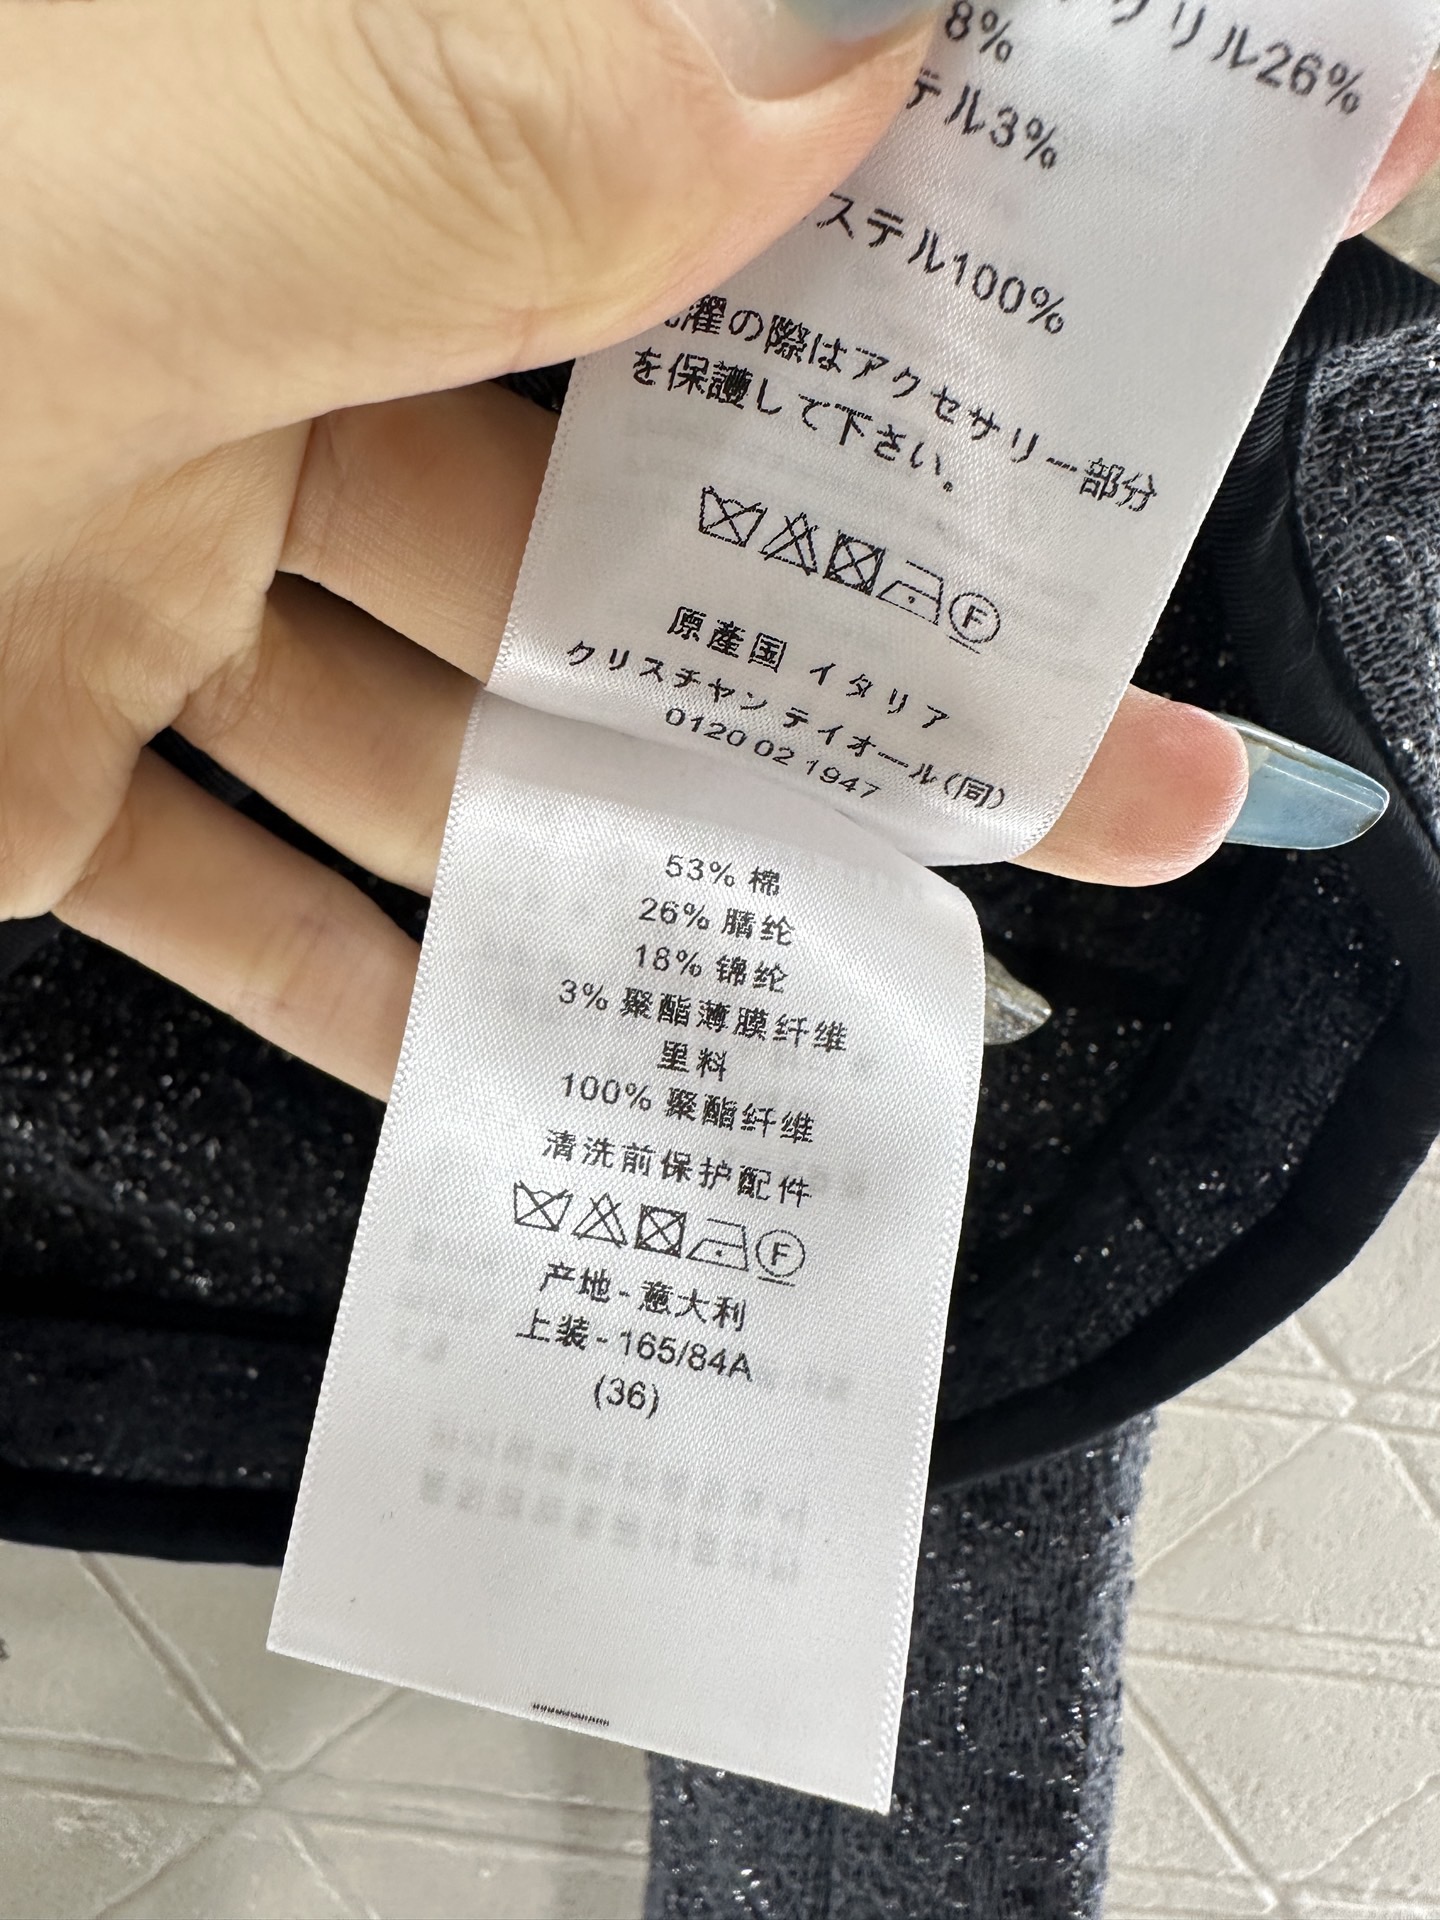 クリル26%
8%
テル3%
ステル100%
濯の際はアクセサリー部分
を保護して下さい。
F
原産国 イタリア
クリスチャン ディオール(同)
0120 02 1947
53% 棉
26% 腈纶
18% 锦纶
3% 聚酯薄膜纤维
里料
100% 聚酯纤维
清洗前保护配件
F
产地-意大利
上装-165/84A
(36)